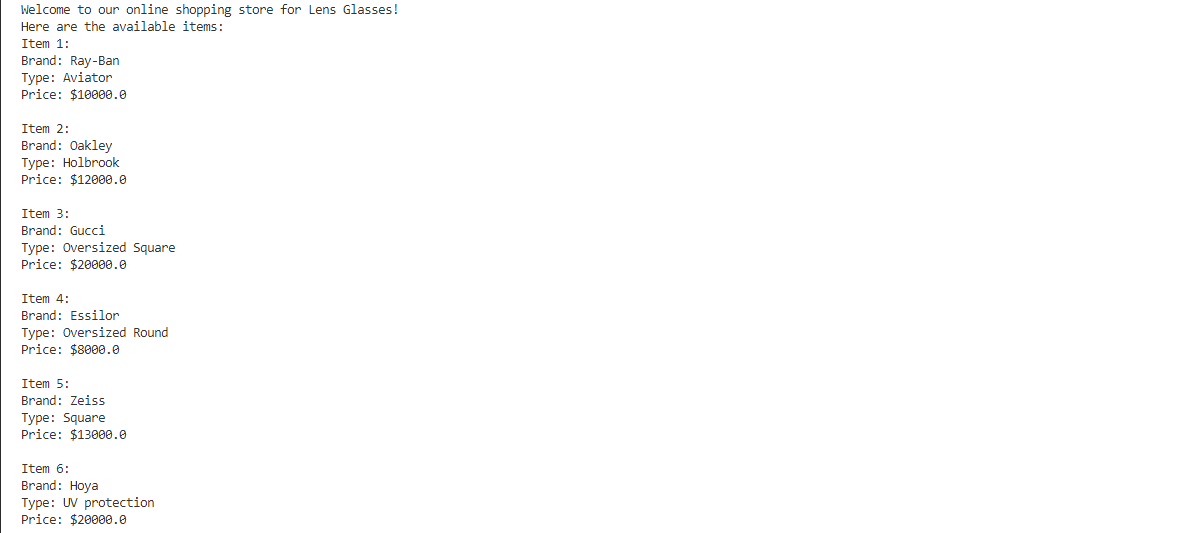 Welcome to our online shopping store for Lens Glasses!
Here are the available items:
Item 1:
Brand: Ray-Ban
Type: Aviator
Price: $10000.0
Item 2:
Brand: Oakley
Type: Holbrook
Price: $12000.0
Item 3:
Brand: Gucci
Type: Oversized Square
Price: $20000.0
Item 4:
Brand: Essilor
Type: Oversized Round
Price: $8000.0
Item 5:
Brand: Zeiss
Type: Square
Price: $13000.0
Item 6:
Brand: Hoya
Type: UV protection
Price: $20000.0